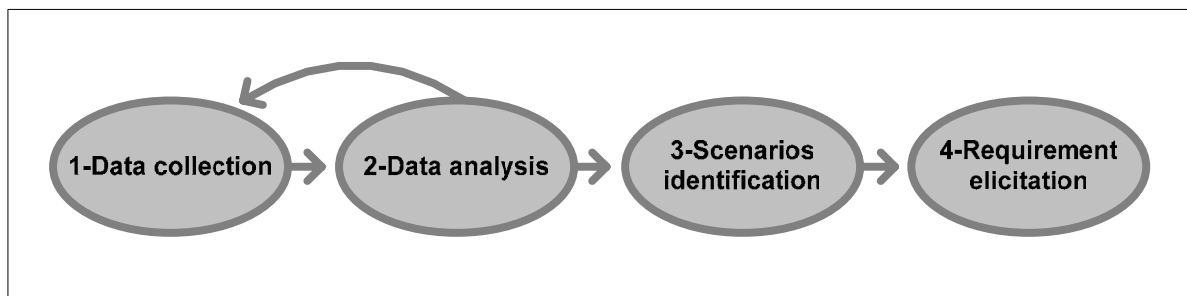 1-Data collection
2-Data analysis
3-Scenarios
identification
4-Requirement
elicitation